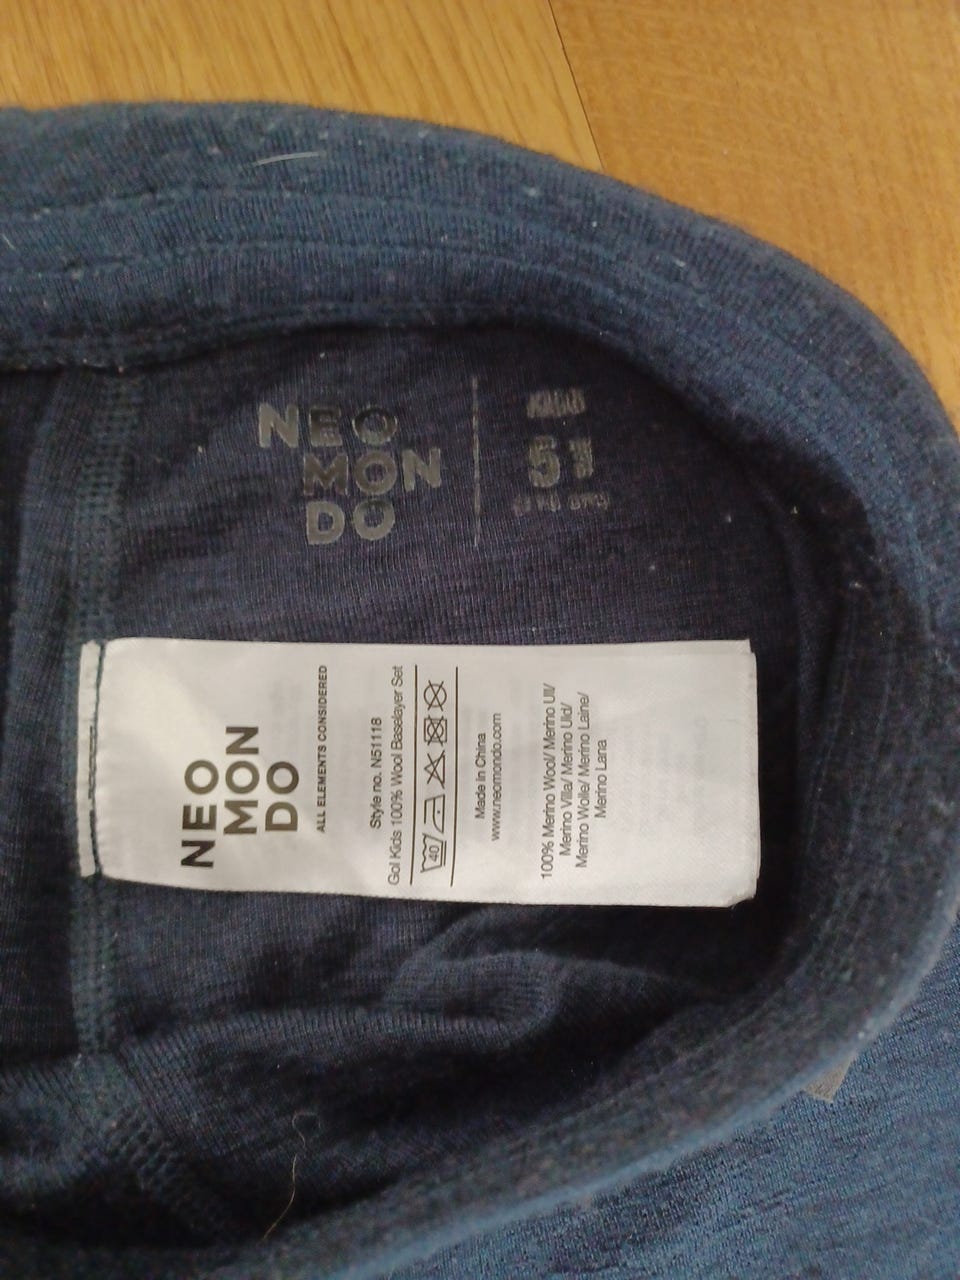 NEO
MON
DO
5
NEO
MON
DO
ALL ELEMENTS CONSIDERED
Style no. N51118
Go! Kids 100% Wool Baselayer Set
40
Made in China
www.neomondo.com
100% Merino Wool/ Merino Ull/
Merino Villa/ Merino Uld/
Merino Wolle/ Merino Laine/
Merino Lana